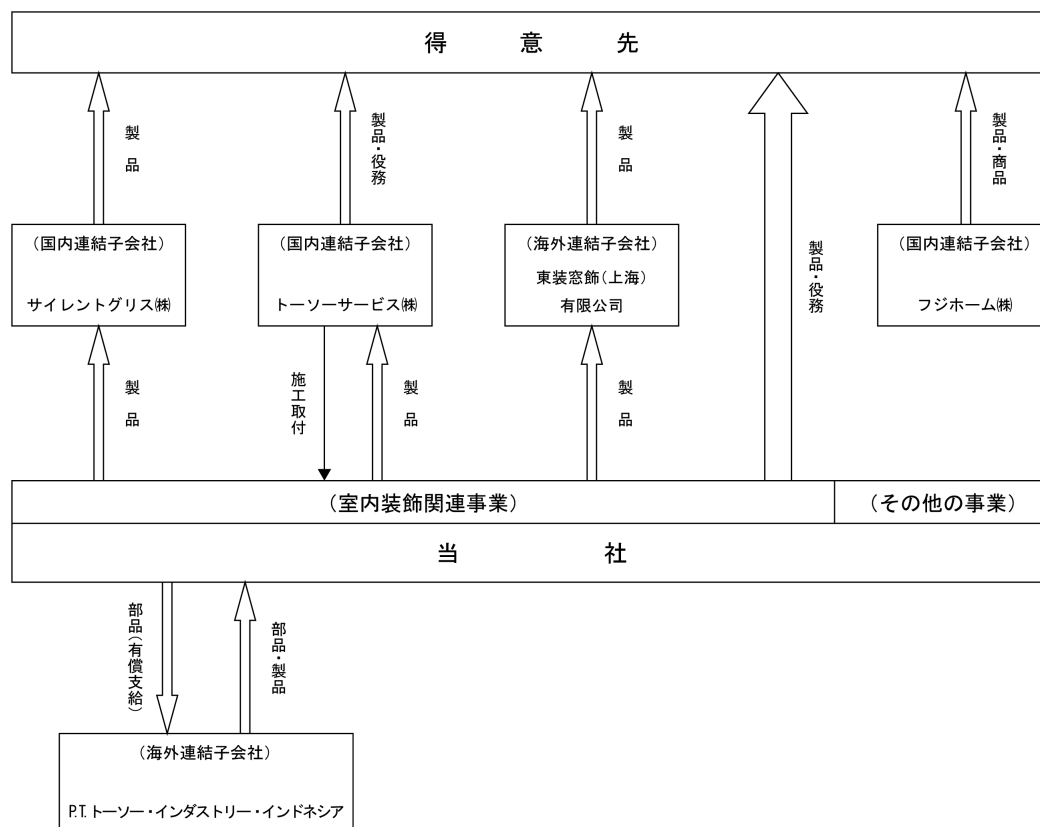 得意先
製品
製品・役務
製品
製品・役務
製品・商品
(国内連結子会社)
サイレントグリス㈱
(国内連結子会社)
トーソーサービス㈱
(海外連結子会社)
東装窓飾(上海)
有限公司
(国内連結子会社)
フジホーム㈱
製品
施工取付
製品
製品
(室内装飾関連事業)
(その他の事業)
当社
部品(有償支給)
部品・製品
(海外連結子会社)
P.T.トーソー・インダストリー・インドネシア